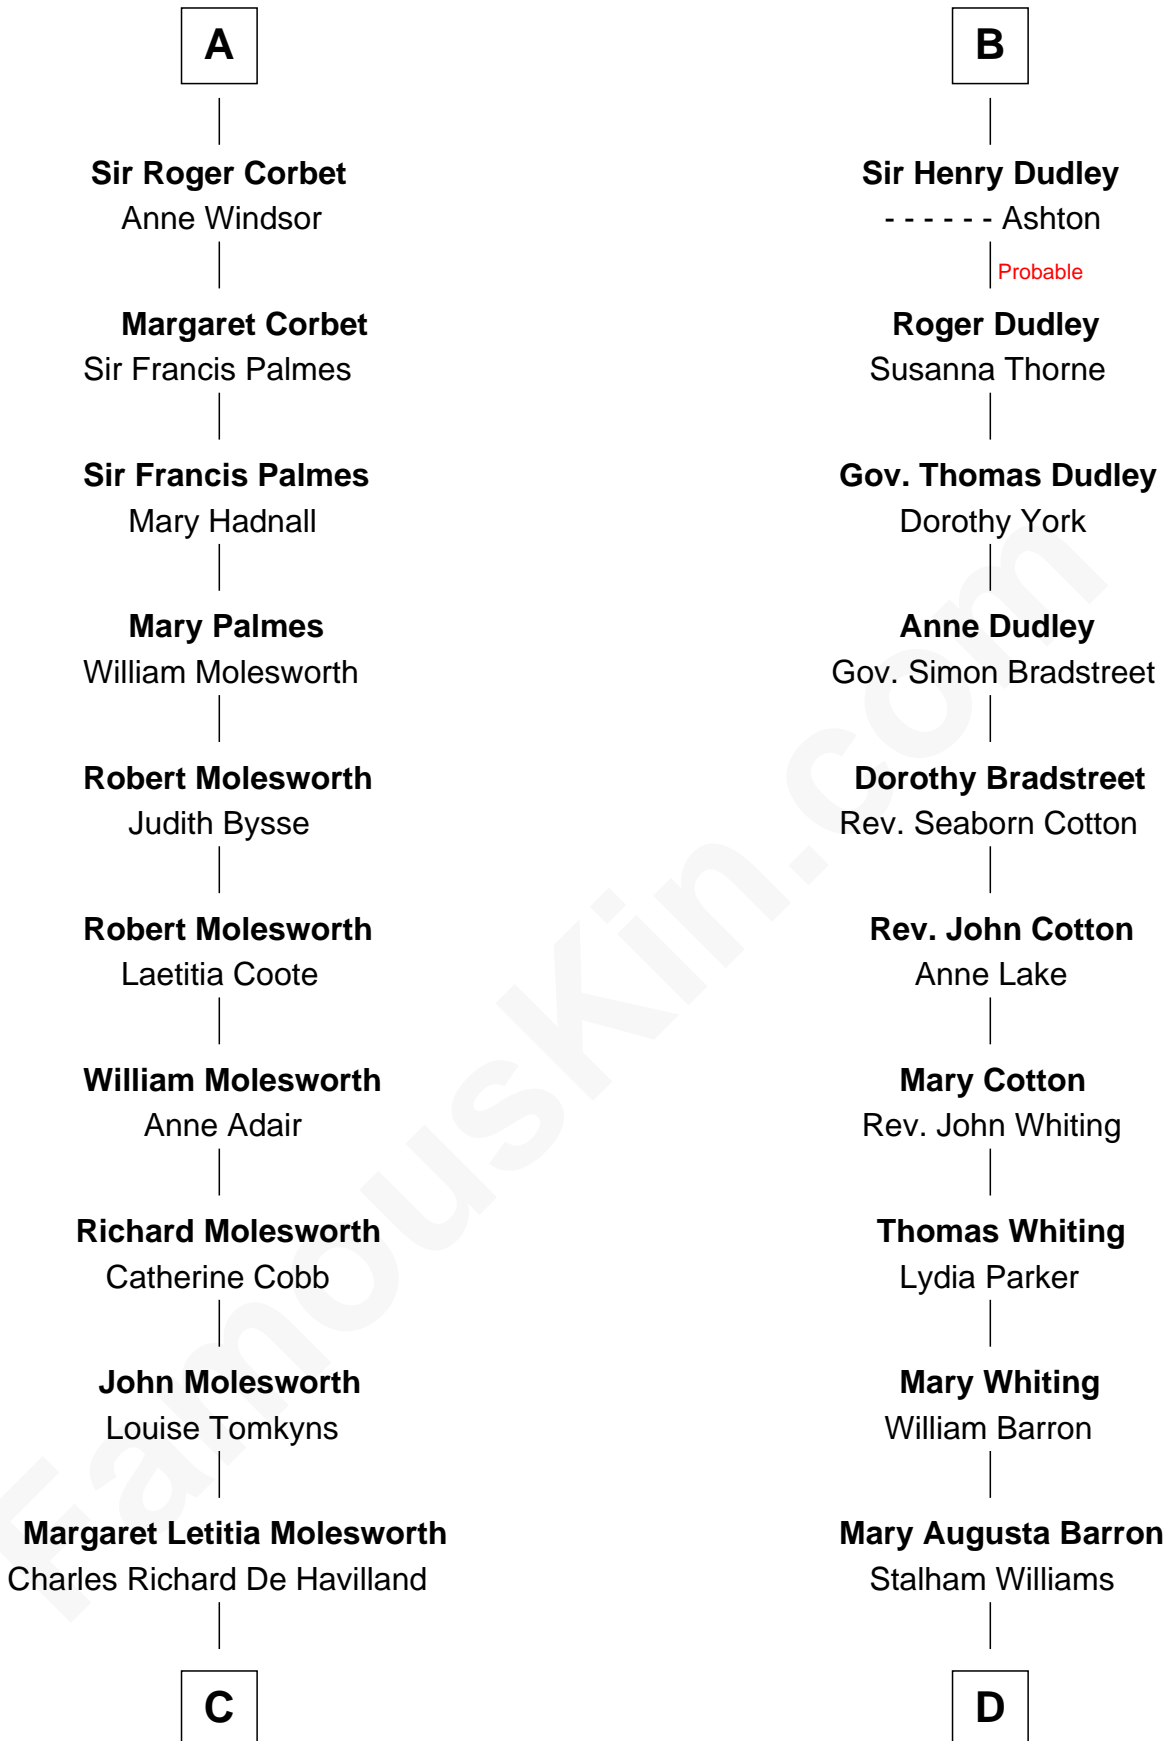 A
Sir Roger Corbet
Anne Windsor
Margaret Corbet
Sir Francis Palmes
Sir Francis Palmes
Mary Hadnall
Mary Palmes
William Molesworth
Robert Molesworth
Judith Bysse
Robert Molesworth
Laetitia Coote
William Molesworth
Anne Adair
Richard Molesworth
Catherine Cobb
John Molesworth
Louise Tomkyns
Margaret Letitia Molesworth
Charles Richard De Havilland
C
B
Sir Henry Dudley
- - - - - - Ashton
Probable
Roger Dudley
Susanna Thorne
Gov. Thomas Dudley
Dorothy York
Anne Dudley
Gov. Simon Bradstreet
Dorothy Bradstreet
Rev. Seaborn Cotton
Rev. John Cotton
Anne Lake
Mary Cotton
Rev. John Whiting
Thomas Whiting
Lydia Parker
Mary Whiting
William Barron
Mary Augusta Barron
Stalham Williams
D
FamousKin.com